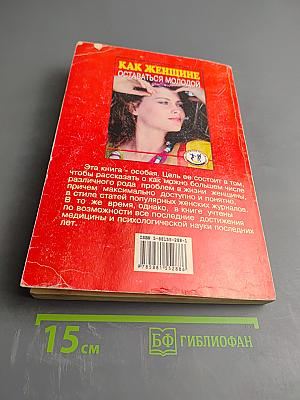 КАК ЖЕНЩИНЕ
ОСТАВАТЬСЯ МОЛОДОЙ
Эта книга - особая. Цель ее состоит в том,
чтобы рассказать о как можно большем числе
различного рода проблем в жизни женщины,
причем максимально доступно и понятно,
в стиле статей популярных женских журналов.
В то же время, однако, в книге учтены
по возможности все последние достижения
медицины и психологической науки последних
лет.
15 см
БФ ГИБЛИОФАН